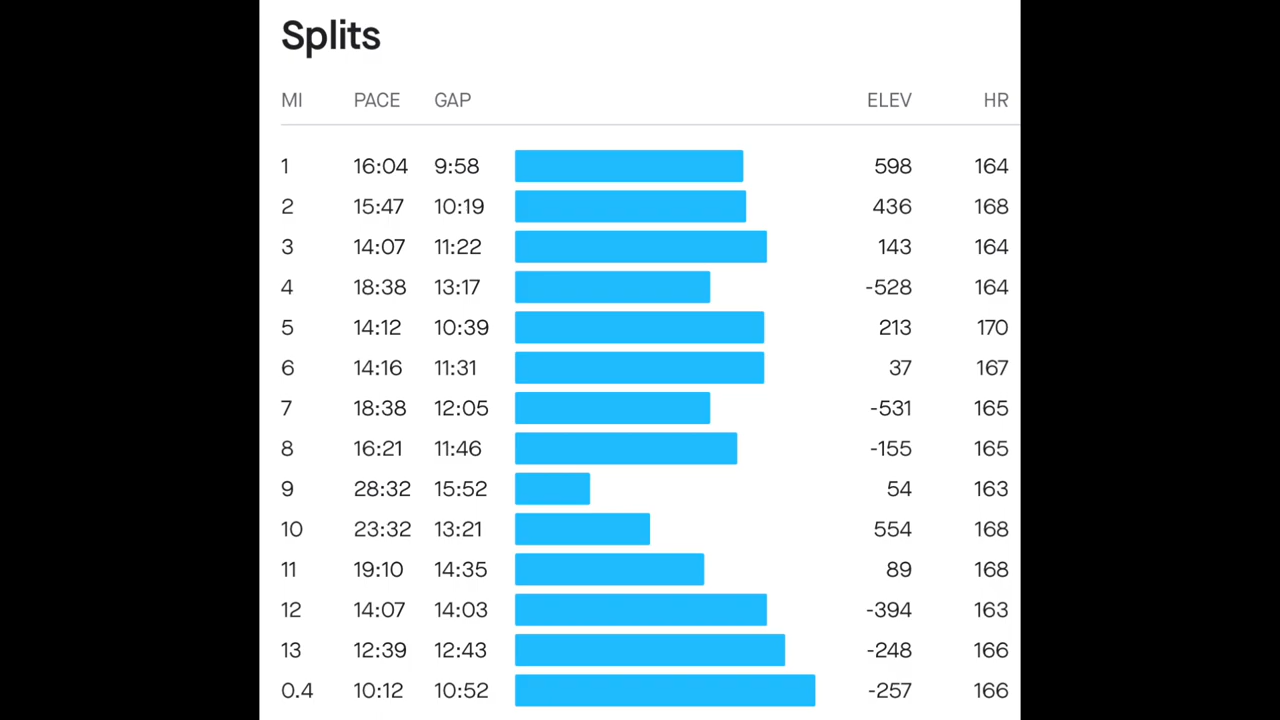 Splits
MI PACE GAP ELEV HR
1 16:04 9:58 598 164
2 15:47 10:19 436 168
3 14:07 11:22 143 164
4 18:38 13:17 -528 164
5 14:12 10:39 213 170
6 14:16 11:31 37 167
7 18:38 12:05 -531 165
8 16:21 11:46 -155 165
9 28:32 15:52 54 163
10 23:32 13:21 554 168
11 19:10 14:35 89 168
12 14:07 14:03 -394 163
13 12:39 12:43 -248 166
0.4 10:12 10:52 -257 166